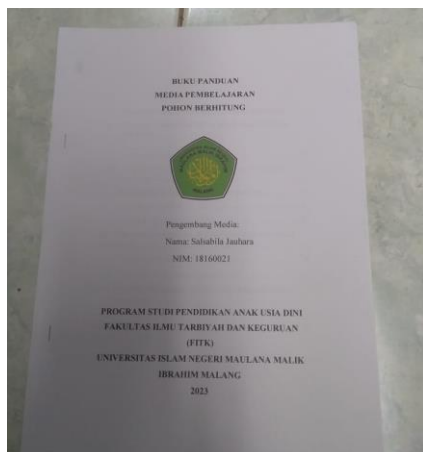 BUKU PANDUAN
MEDIA PEMBELAJARAN
POHON BERHITUNG
Pengembang Media:
Nama: Salsabila Jauhara
NIM: 18160021
PROGRAM STUDI PENDIDIKAN ANAK USIA DINI
FAKULTAS ILMU TARBIYAH DAN KEGURUAN
(FITK)
UNIVERSITAS ISLAM NEGERI MAULANA MALIK
IBRAHIM MALANG
2023